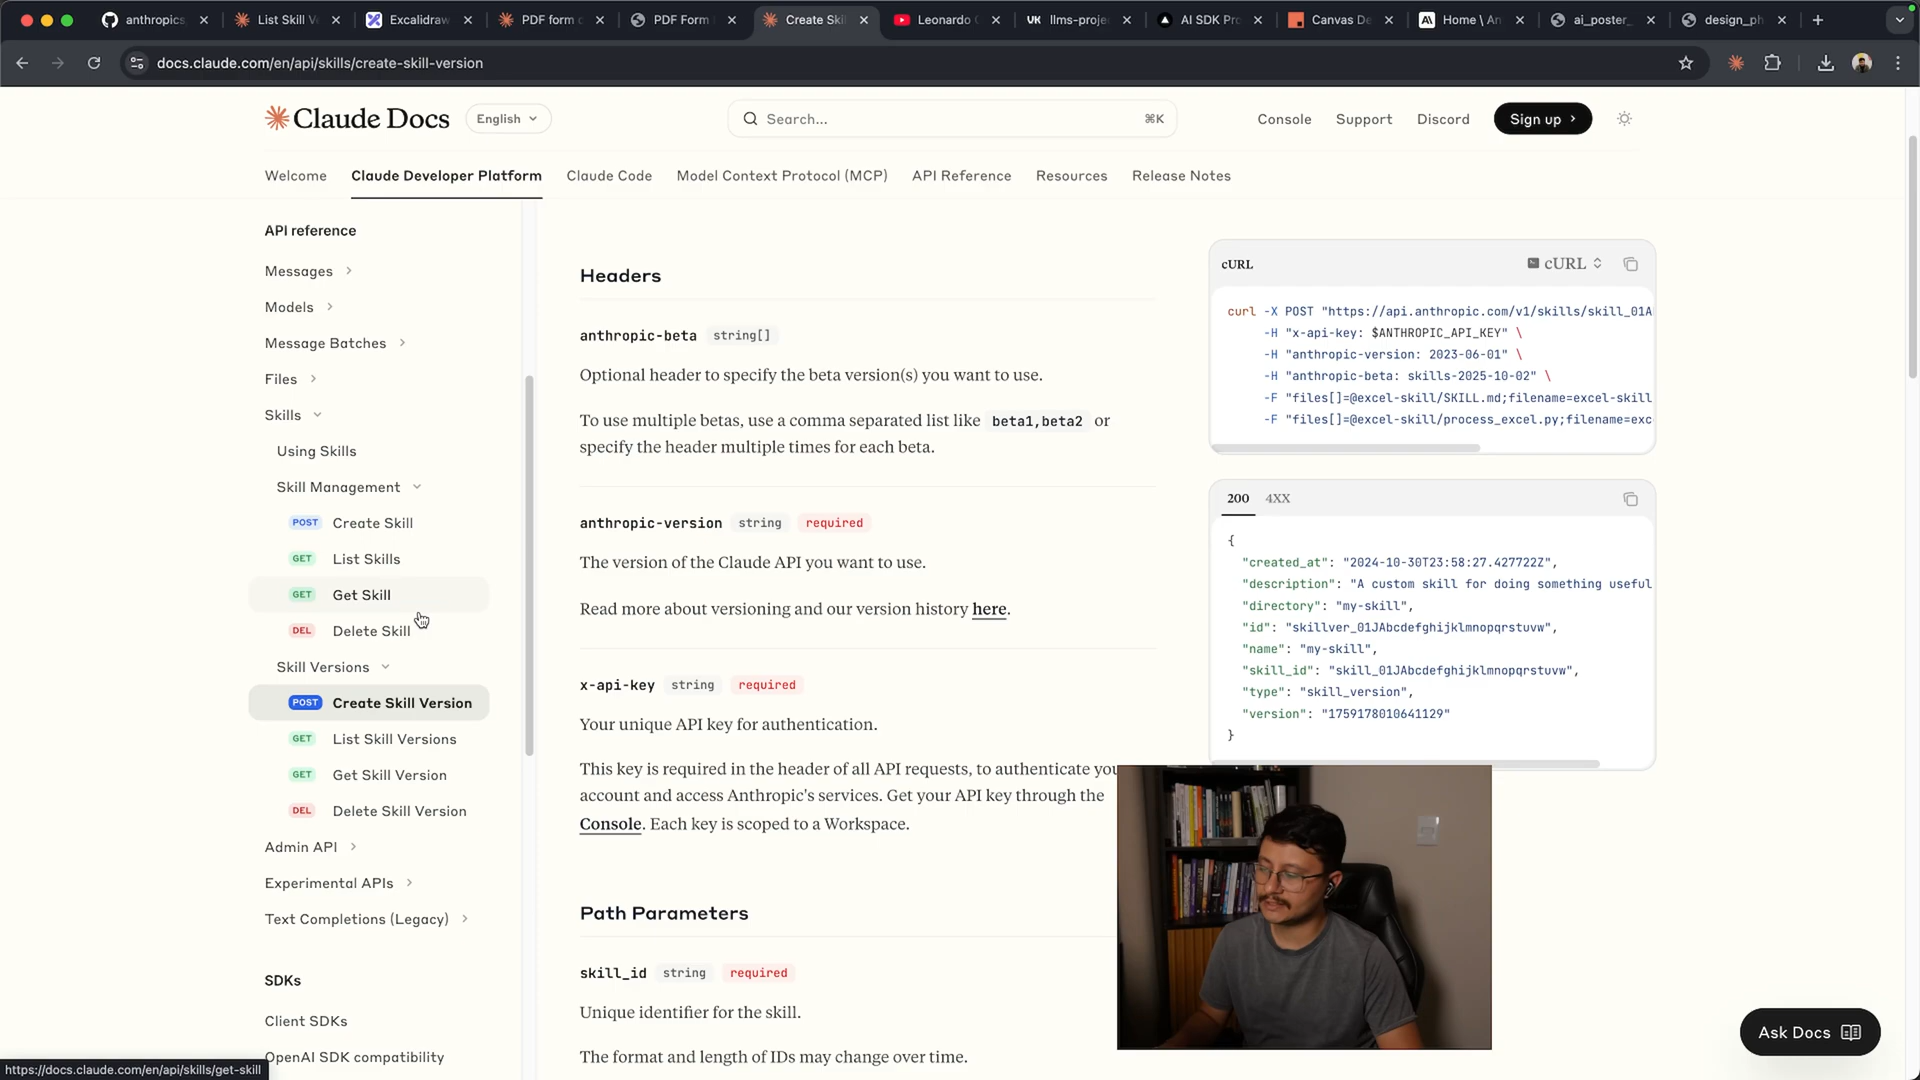 anthropics
List Skill V
Excalidraw
PDF form
PDF Form
Create Ski
Leonardo
VK llms-proje
AI SDK Pr
Canvas De
Home \ An
ai_poster_
design_ph
docs.claude.com/en/api/skills/create-skill-version
Claude Docs
English
Search...
⌘K
Console
Support
Discord
Sign up
Welcome
Claude Developer Platform
Claude Code
Model Context Protocol (MCP)
API Reference
Resources
Release Notes
API reference
Messages
Models
Message Batches
Files
Skills
Using Skills
Skill Management
POST Create Skill
GET List Skills
GET Get Skill
DEL Delete Skill
Skill Versions
POST Create Skill Version
GET List Skill Versions
GET Get Skill Version
DEL Delete Skill Version
Admin API
Experimental APIs
Text Completions (Legacy)
SDKs
Client SDKs
OpenAI SDK compatibility
https://docs.claude.com/en/api/skills/get-skill
Headers
anthropic-beta string[]
Optional header to specify the beta version(s) you want to use.
To use multiple betas, use a comma separated list like beta1,beta2 or
specify the header multiple times for each beta.
anthropic-version string required
The version of the Claude API you want to use.
Read more about versioning and our version history here.
x-api-key string required
Your unique API key for authentication.
This key is required in the header of all API requests, to authenticate you
account and access Anthropic's services. Get your API key through the
Console. Each key is scoped to a Workspace.
Path Parameters
skill_id string required
Unique identifier for the skill.
The format and length of IDs may change over time.
cURL
cURL
curl -X POST "https://api.anthropic.com/v1/skills/skill_01A
-H "x-api-key: $ANTHROPIC_API_KEY" \
-H "anthropic-version: 2023-06-01" \
-H "anthropic-beta: skills-2025-10-02" \
-F "files[]=@excel-skill/SKILL.md;filename=excel-skill
-F "files[]=@excel-skill/process_excel.py;filename=exc
200
4XX
{
"created_at": "2024-10-30T23:58:27.427722Z",
"description": "A custom skill for doing something useful
"directory": "my-skill",
"id": "skillver_01JAbcdefghijklmnopqrstuvw",
"name": "my-skill",
"skill_id": "skill_01JAbcdefghijklmnopqrstuvw",
"type": "skill_version",
"version": "1759178010641129"
}
Ask Docs